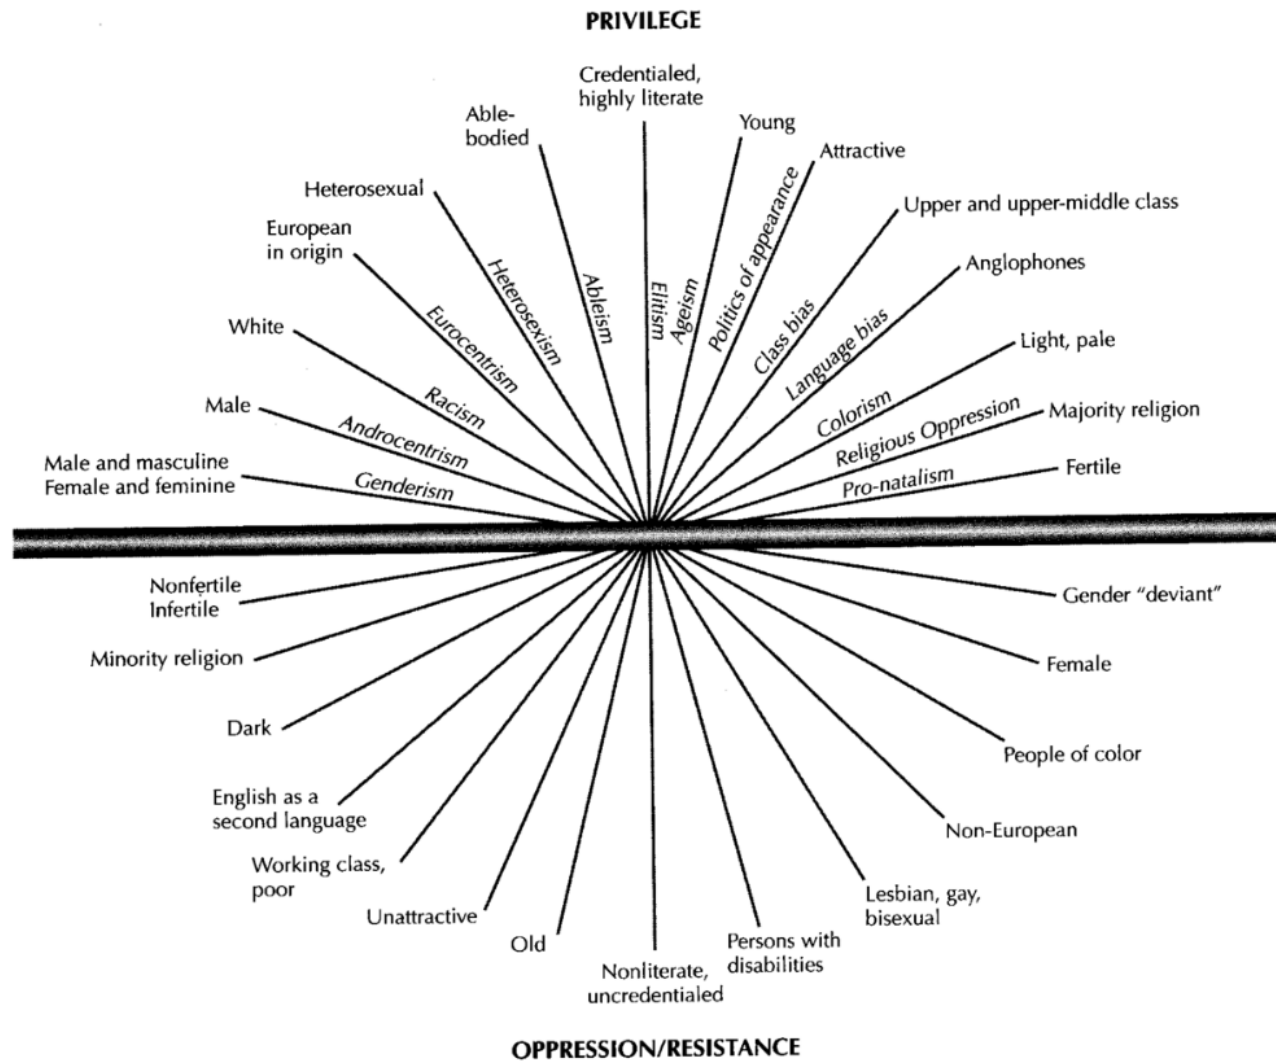 PRIVILEGE
Credentialed,
highly literate
Able-
bodied
Young
Attractive
Heterosexual
Upper and upper-middle class
European
in origin
Anglophones
White
Light, pale
Male
Majority religion
Male and masculine
Female and feminine
Fertile
Genderism
Androcentrism
Racism
Eurocentrism
Heterosexism
Ableism
Elitism
Ageism
Politics of appearance
Class bias
Language bias
Colorism
Religious Oppression
Pro-natalism
Nonfertile
Infertile
Gender “deviant”
Minority religion
Female
Dark
People of color
English as a
second language
Non-European
Working class,
poor
Lesbian, gay,
bisexual
Unattractive
Old
Persons with
disabilities
Nonliterate,
uncredentialed
OPPRESSION/RESISTANCE